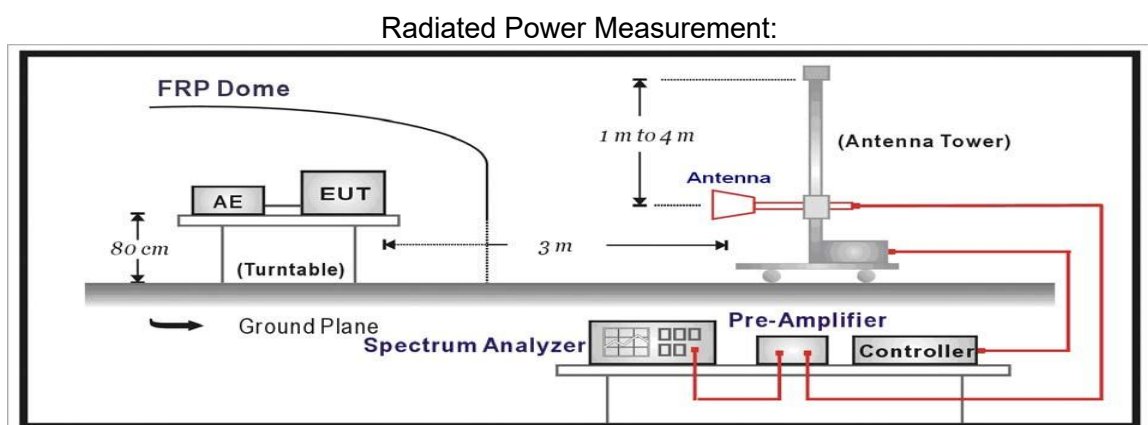 Radiated Power Measurement:
FRP Dome
1 m to 4 m
(Antenna Tower)
Antenna
AE
EUT
80 cm
3 m
(Turntable)
Ground Plane
Pre-Amplifier
Spectrum Analyzer
Controller